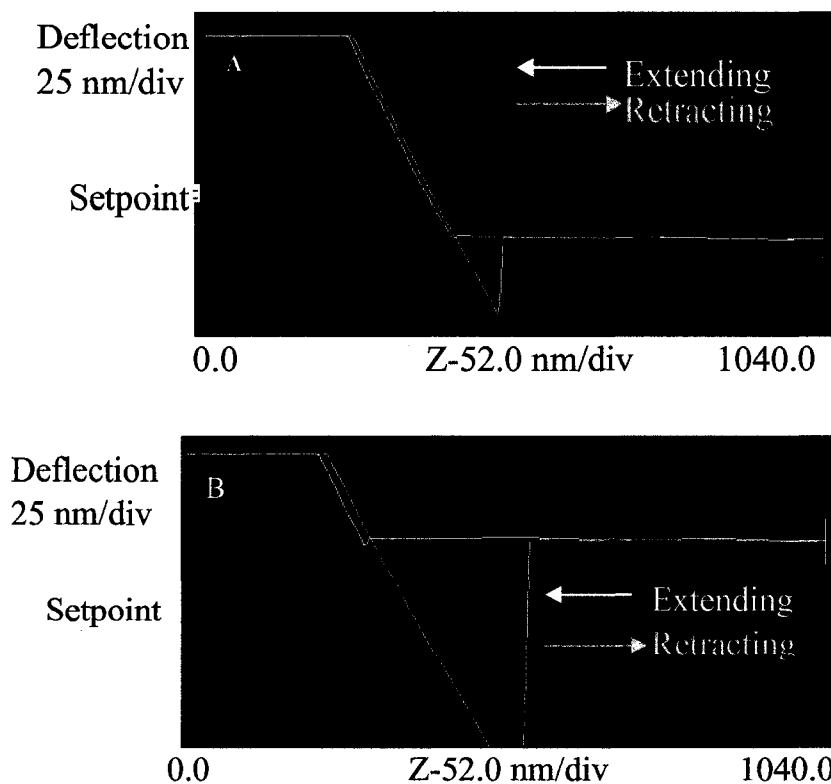 Deflection
25 nm/div
A
Extending
Retracting
Setpoint
0.0 Z-52.0 nm/div 1040.0
Deflection
25 nm/div
B
Setpoint
Extending
Retracting
0.0 Z-52.0 nm/div 1040.0